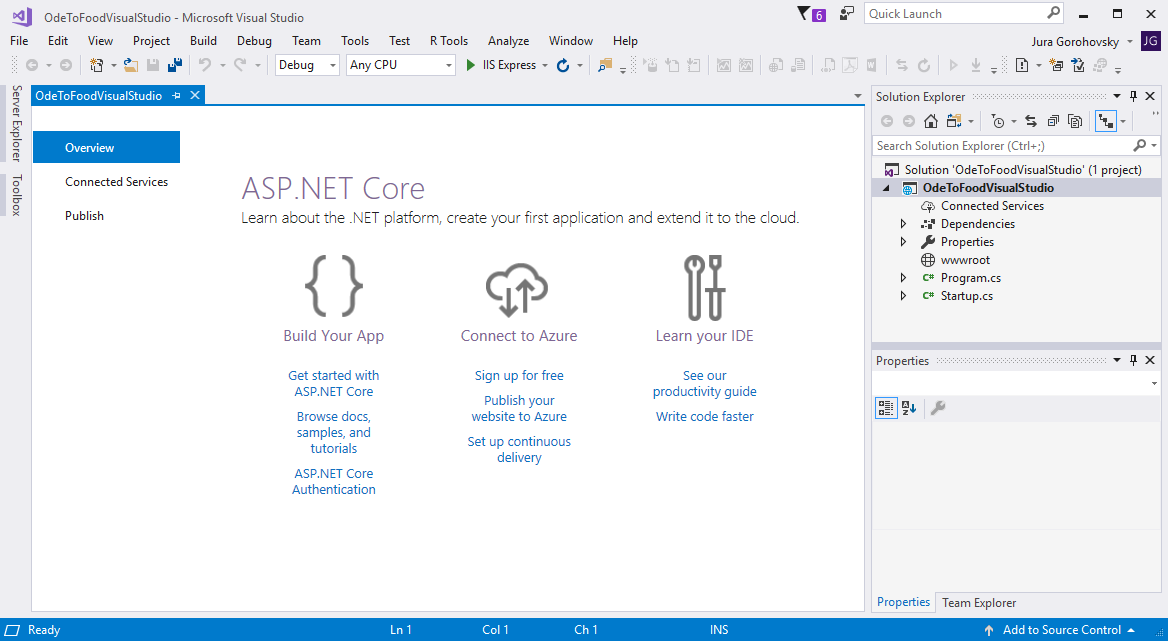 OdeToFoodVisualStudio - Microsoft Visual Studio
6
Quick Launch
File Edit View Project Build Debug Team Tools Test R Tools Analyze Window Help
Jura Gorohovsky JG
Debug Any CPU IIS Express
Server Explorer
Toolbox
OdeToFoodVisualStudio
Overview
Connected Services
Publish
ASP.NET Core
Learn about the .NET platform, create your first application and extend it to the cloud.
Build Your App
Get started with
ASP.NET Core
Browse docs,
samples, and
tutorials
ASP.NET Core
Authentication
Connect to Azure
Sign up for free
Publish your
website to Azure
Set up continuous
delivery
Learn your IDE
See our
productivity guide
Write code faster
Solution Explorer
Search Solution Explorer (Ctrl+;)
Solution 'OdeToFoodVisualStudio' (1 project)
OdeToFoodVisualStudio
Connected Services
Dependencies
Properties
wwwroot
C# Program.cs
C# Startup.cs
Properties
Properties Team Explorer
Ready Ln 1 Col 1 Ch 1 INS Add to Source Control